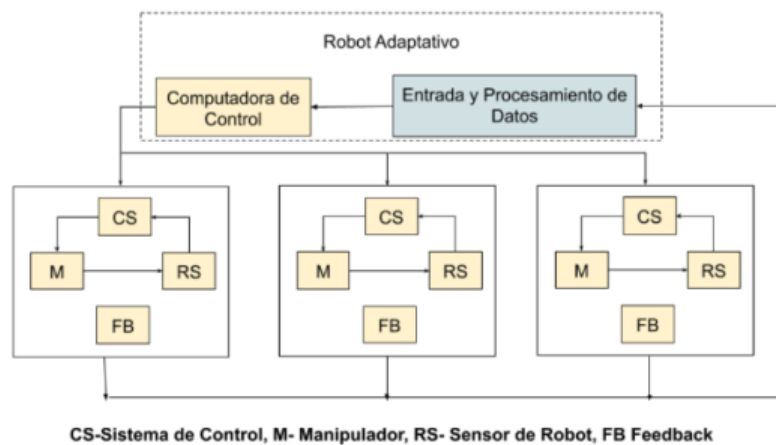 Robot Adaptativo
Computadora de
Control
Entrada y Procesamiento de
Datos
CS
M
RS
FB
CS
M
RS
FB
CS
M
RS
FB
CS-Sistema de Control, M- Manipulador, RS- Sensor de Robot, FB Feedback